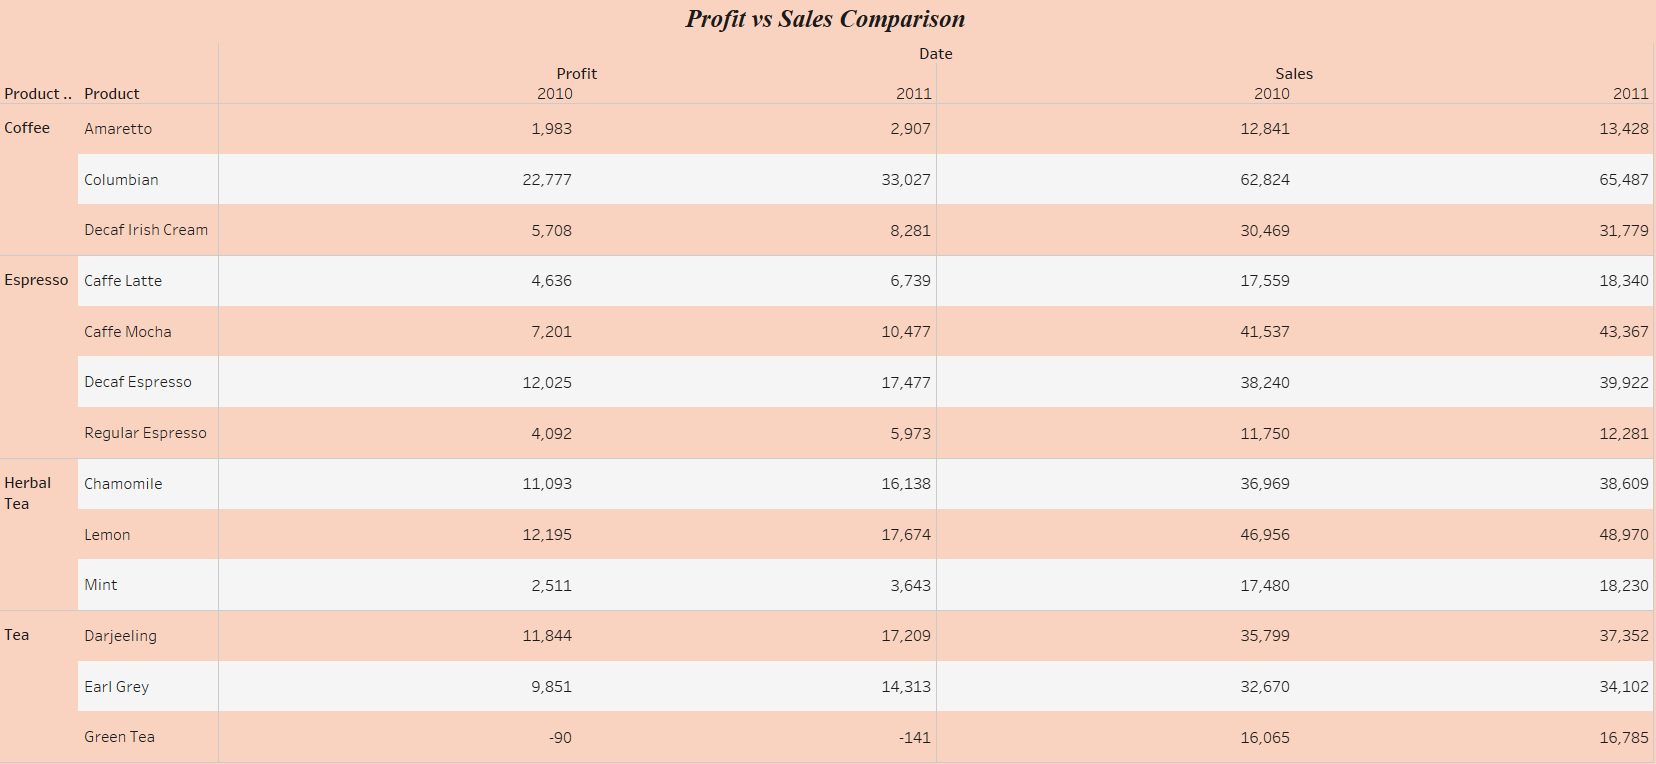 Profit vs Sales Comparison
Date
Profit Sales
Product .. Product 2010 2011 2010 2011
Coffee Amaretto 1,983 2,907 12,841 13,428
Columbian 22,777 33,027 62,824 65,487
Decaf Irish Cream 5,708 8,281 30,469 31,779
Espresso Caffe Latte 4,636 6,739 17,559 18,340
Caffe Mocha 7,201 10,477 41,537 43,367
Decaf Espresso 12,025 17,477 38,240 39,922
Regular Espresso 4,092 5,973 11,750 12,281
Herbal Tea Chamomile 11,093 16,138 36,969 38,609
Lemon 12,195 17,674 46,956 48,970
Mint 2,511 3,643 17,480 18,230
Tea Darjeeling 11,844 17,209 35,799 37,352
Earl Grey 9,851 14,313 32,670 34,102
Green Tea -90 -141 16,065 16,785